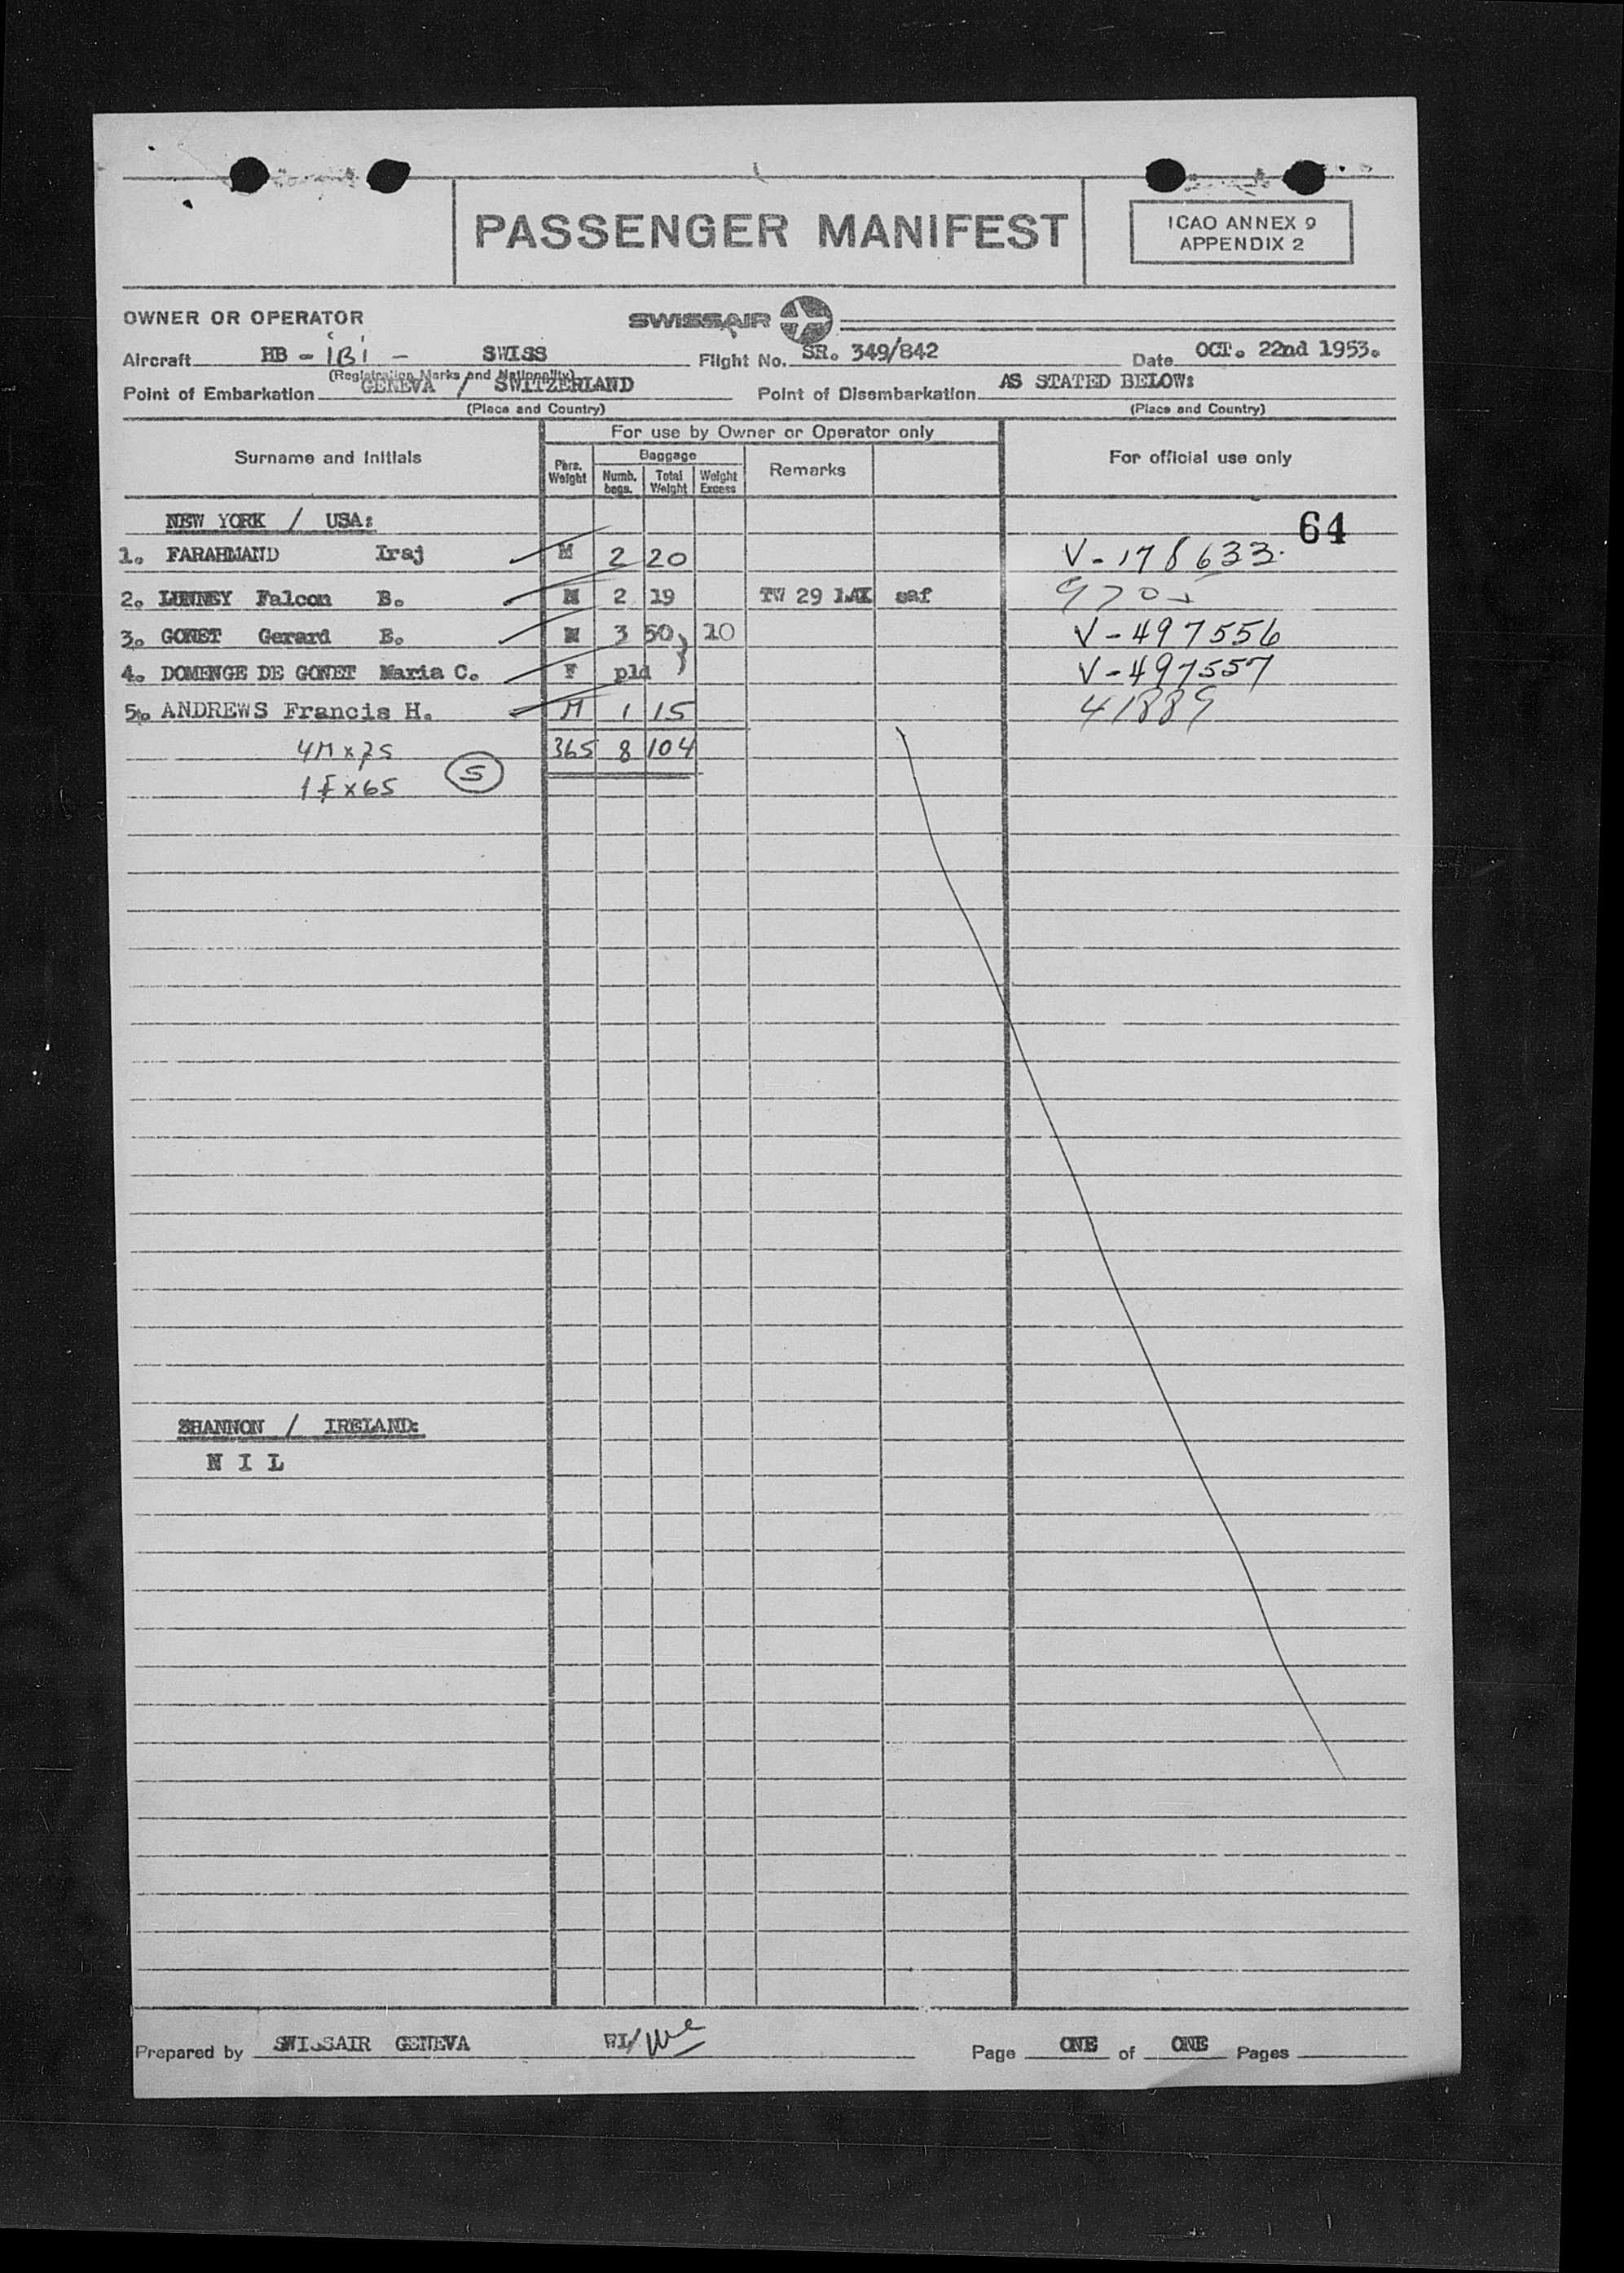 PASSENGER MANIFEST
ICAO ANNEX 9
APPENDIX 2
OWNER OR OPERATOR
SWISSAIR
Aircraft HB - IBI - SWISS Flight No. SR. 349/842 Date OCT. 22nd 1953.
(Registration Marks and Nationality)
Point of Embarkation GENEVA / SWITZERLAND Point of Disembarkation AS STATED BELOW:
(Place and Country) (Place and Country)
For use by Owner or Operator only
Surname and Initials Pers. Weight Baggage Remarks For official use only
Numb. bags. Total Weight Weight Excess
NEW YORK / USA: 64
1. FARAHMAND Iraj M 2 20 V-178633.
2. LUNNEY Falcon B. M 2 19 TW 29 LAX saf
3. GONET Gerard E. M 3 50 10 V-497556
4. DOMENGE DE GONET Maria C. F pld V-497557
5. ANDREWS Francis H. M 1 15 41889
4M x 75 365 8 104
1F x 65 5
SHANNON / IRELAND:
N I L
Prepared by SWISSAIR GENEVA Page ONE of ONE Pages